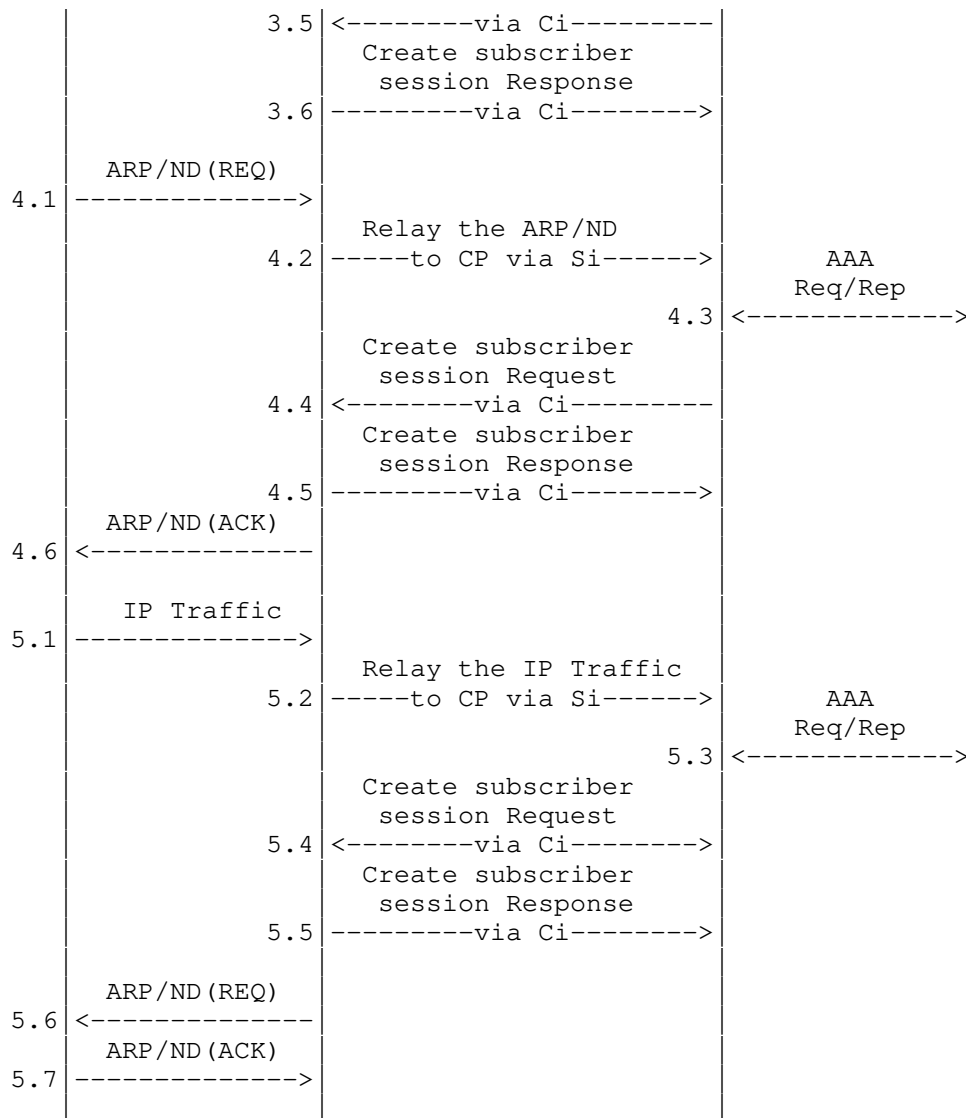 3.5|<--------via Ci---------|
Create subscriber
session Response
3.6|---------via Ci-------->|
ARP/ND(REQ)
4.1|-------------->|
Relay the ARP/ND
4.2|-----to CP via Si------>| AAA
Req/Rep
4.3|<------------->
Create subscriber
session Request
4.4|<--------via Ci---------|
Create subscriber
session Response
4.5|---------via Ci-------->|
ARP/ND(ACK)
4.6|<--------------|
IP Traffic
5.1|-------------->|
Relay the IP Traffic
5.2|-----to CP via Si------>| AAA
Req/Rep
5.3|<------------->
Create subscriber
session Request
5.4|<--------via Ci-------->|
Create subscriber
session Response
5.5|---------via Ci-------->|
ARP/ND(REQ)
5.6|<--------------|
ARP/ND(ACK)
5.7|-------------->|